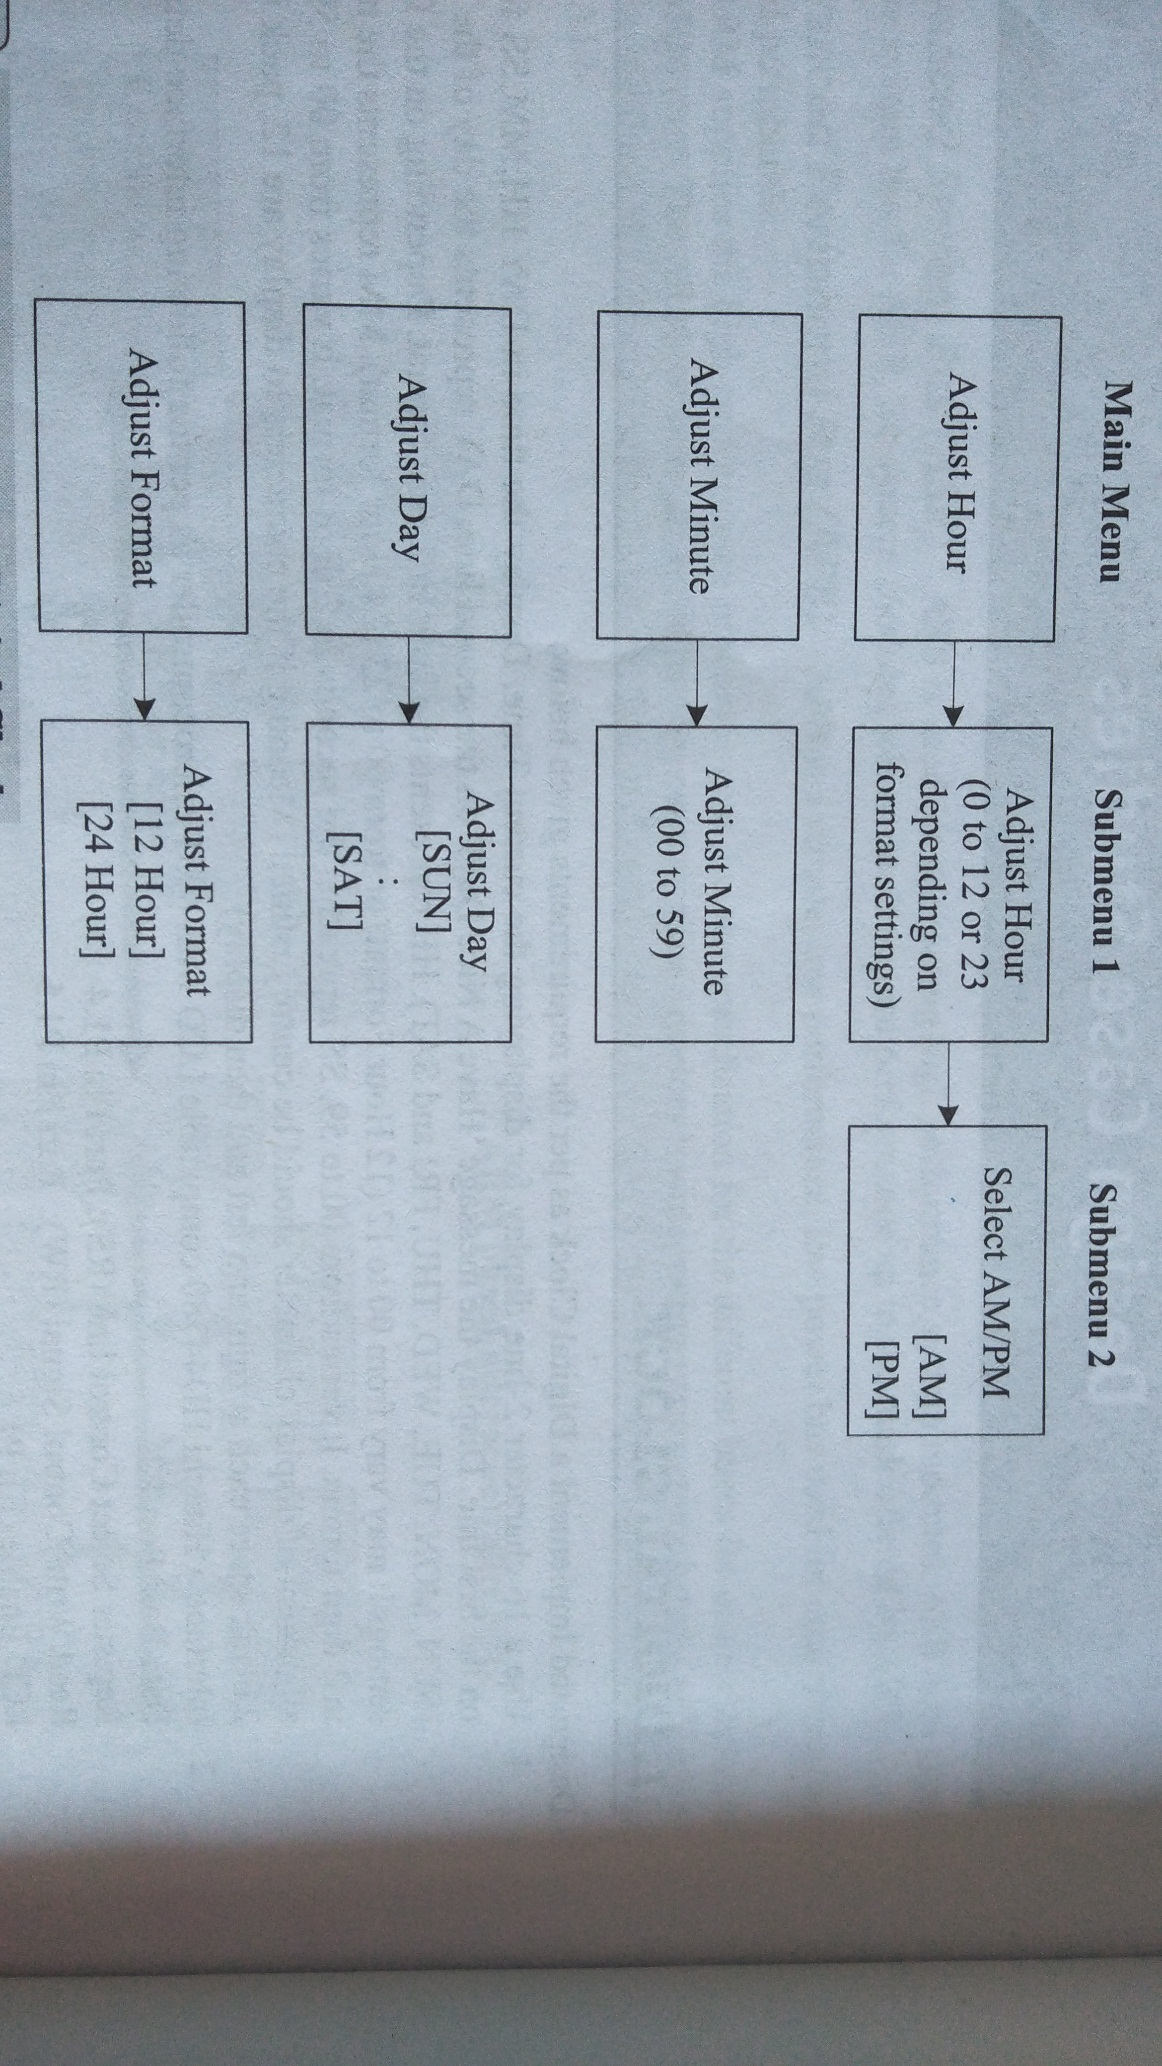 Main Menu
Submenu 1
Submenu 2
Adjust Hour
Adjust Hour
(0 to 12 or 23
depending on
format settings)
Select AM/PM
[AM]
[PM]
Adjust Minute
Adjust Minute
(00 to 59)
Adjust Day
Adjust Day
[SUN]
:
[SAT]
Adjust Format
Adjust Format
[12 Hour]
[24 Hour]